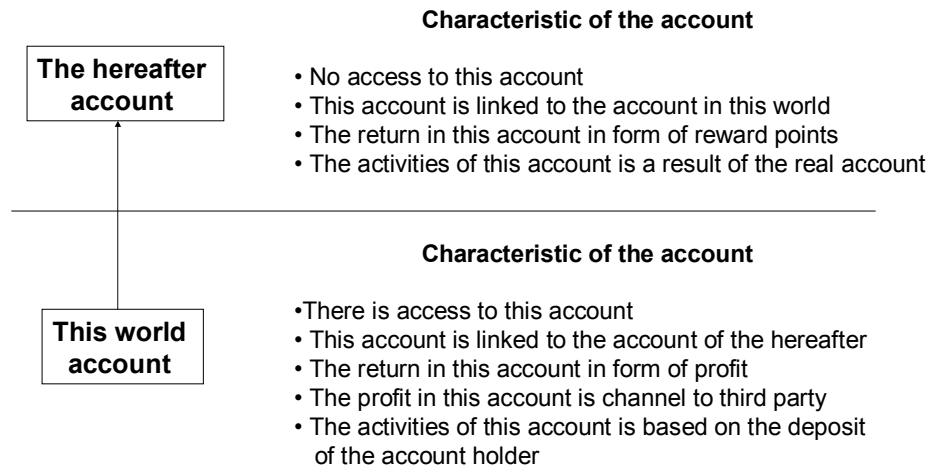 Characteristic of the account
The hereafter
account
• No access to this account
• This account is linked to the account in this world
• The return in this account in form of reward points
• The activities of this account is a result of the real account
Characteristic of the account
This world
account
•There is access to this account
• This account is linked to the account of the hereafter
• The return in this account in form of profit
• The profit in this account is channel to third party
• The activities of this account is based on the deposit
of the account holder